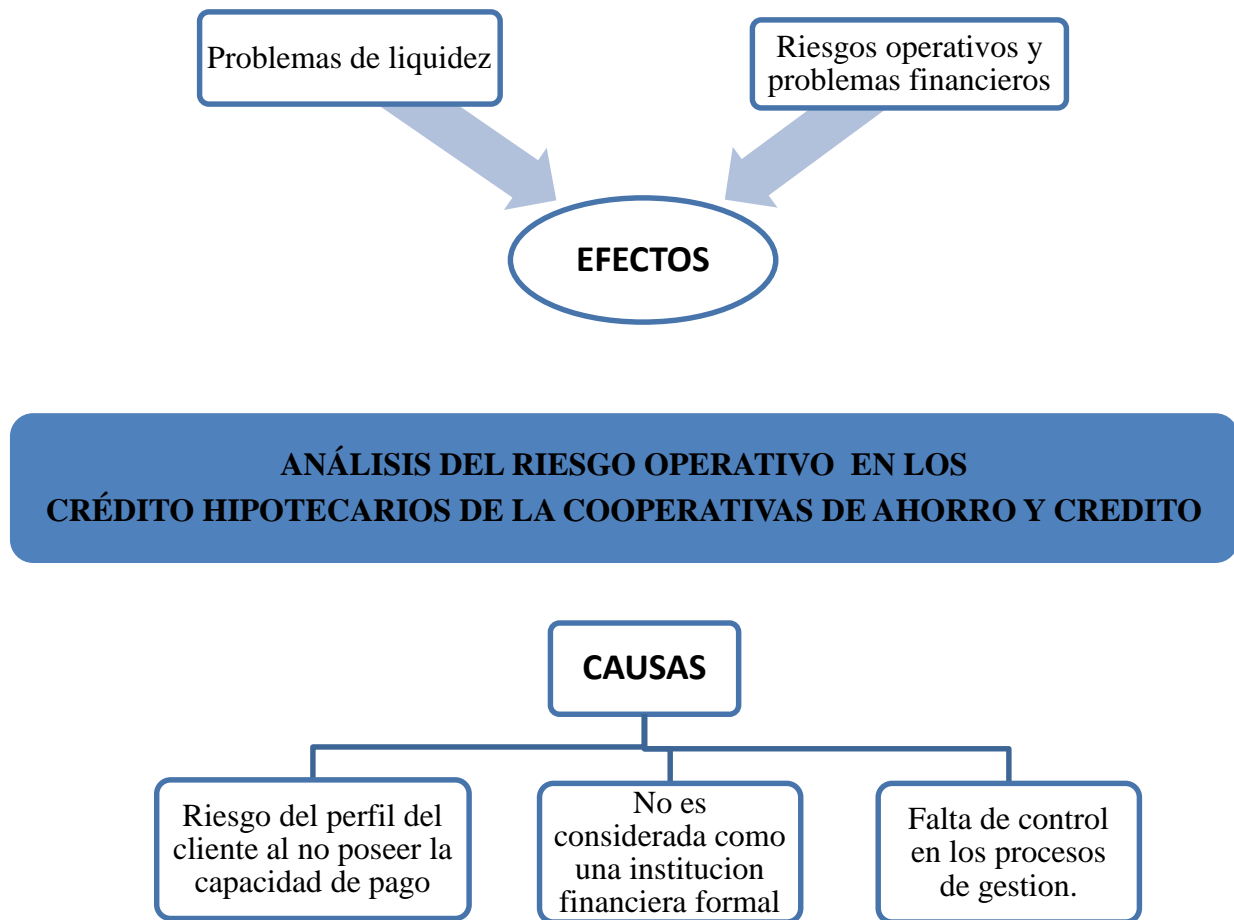 Problemas de liquidez
Riesgos operativos y
problemas financieros
EFECTOS
ANÁLISIS DEL RIESGO OPERATIVO EN LOS
CRÉDITO HIPOTECARIOS DE LA COOPERATIVAS DE AHORRO Y CREDITO
CAUSAS
Riesgo del perfil del
cliente al no poseer la
capacidad de pago
No es
considerada como
una institucion
financiera formal
Falta de control
en los procesos
de gestion.